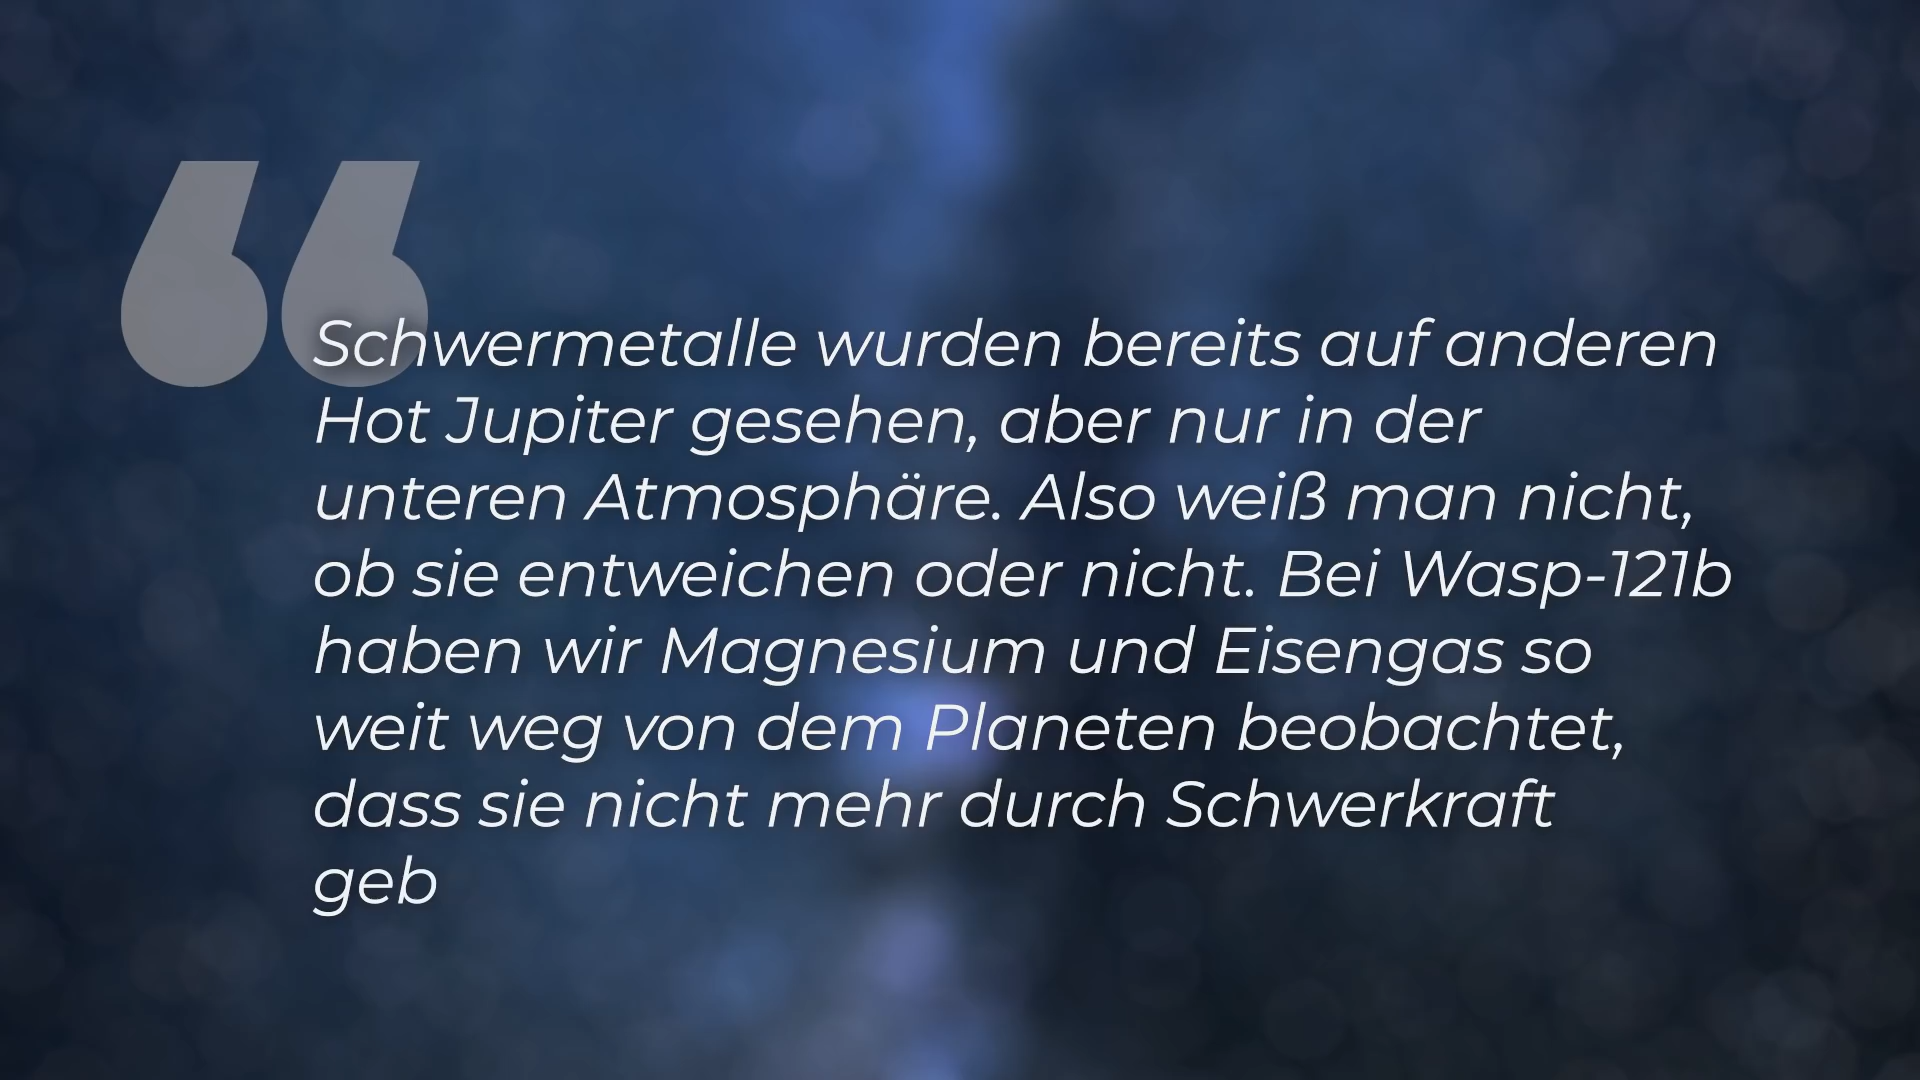 Schwermetalle wurden bereits auf anderen
Hot Jupiter gesehen, aber nur in der
unteren Atmosphäre. Also weiß man nicht,
ob sie entweichen oder nicht. Bei Wasp-121b
haben wir Magnesium und Eisengas so
weit weg von dem Planeten beobachtet,
dass sie nicht mehr durch Schwerkraft
geb